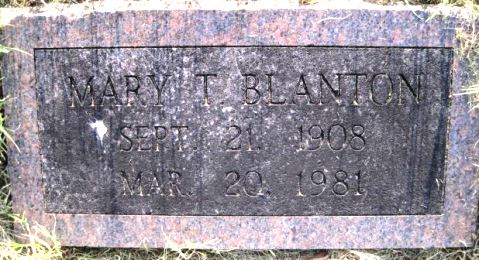 MARY T. BLANTON
SEPT. 21, 1908
MAR. 20, 1981